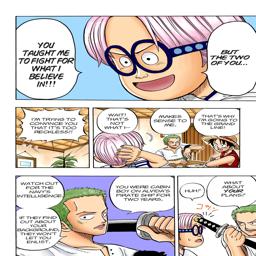 YOU
TAUGHT ME
TO FIGHT FOR
WHAT I
BELIEVE
IN!!!
BUT
THE TWO
OF YOU...
I'M TRYING TO
CONVINCE YOU
THAT IT'S TOO
RECKLESS!!
WAIT!
THAT'S
NOT
WHAT I-
MAKES
SENSE TO
ME.
THAT'S WHY
I'M GOING TO
THE GRAND
LINE!
WATCH OUT
FOR THE
NAVY'S
INTELLIGENCE.
IF THEY FIND
OUT ABOUT
YOUR
BACKGROUND,
THEY WON'T
LET YOU
ENLIST.
YOU WERE CABIN
BOY ON ALVIDA'S
PIRATE SHIP FOR
TWO YEARS.
HUH?
WHAT
ABOUT
YOUR
PLANS?